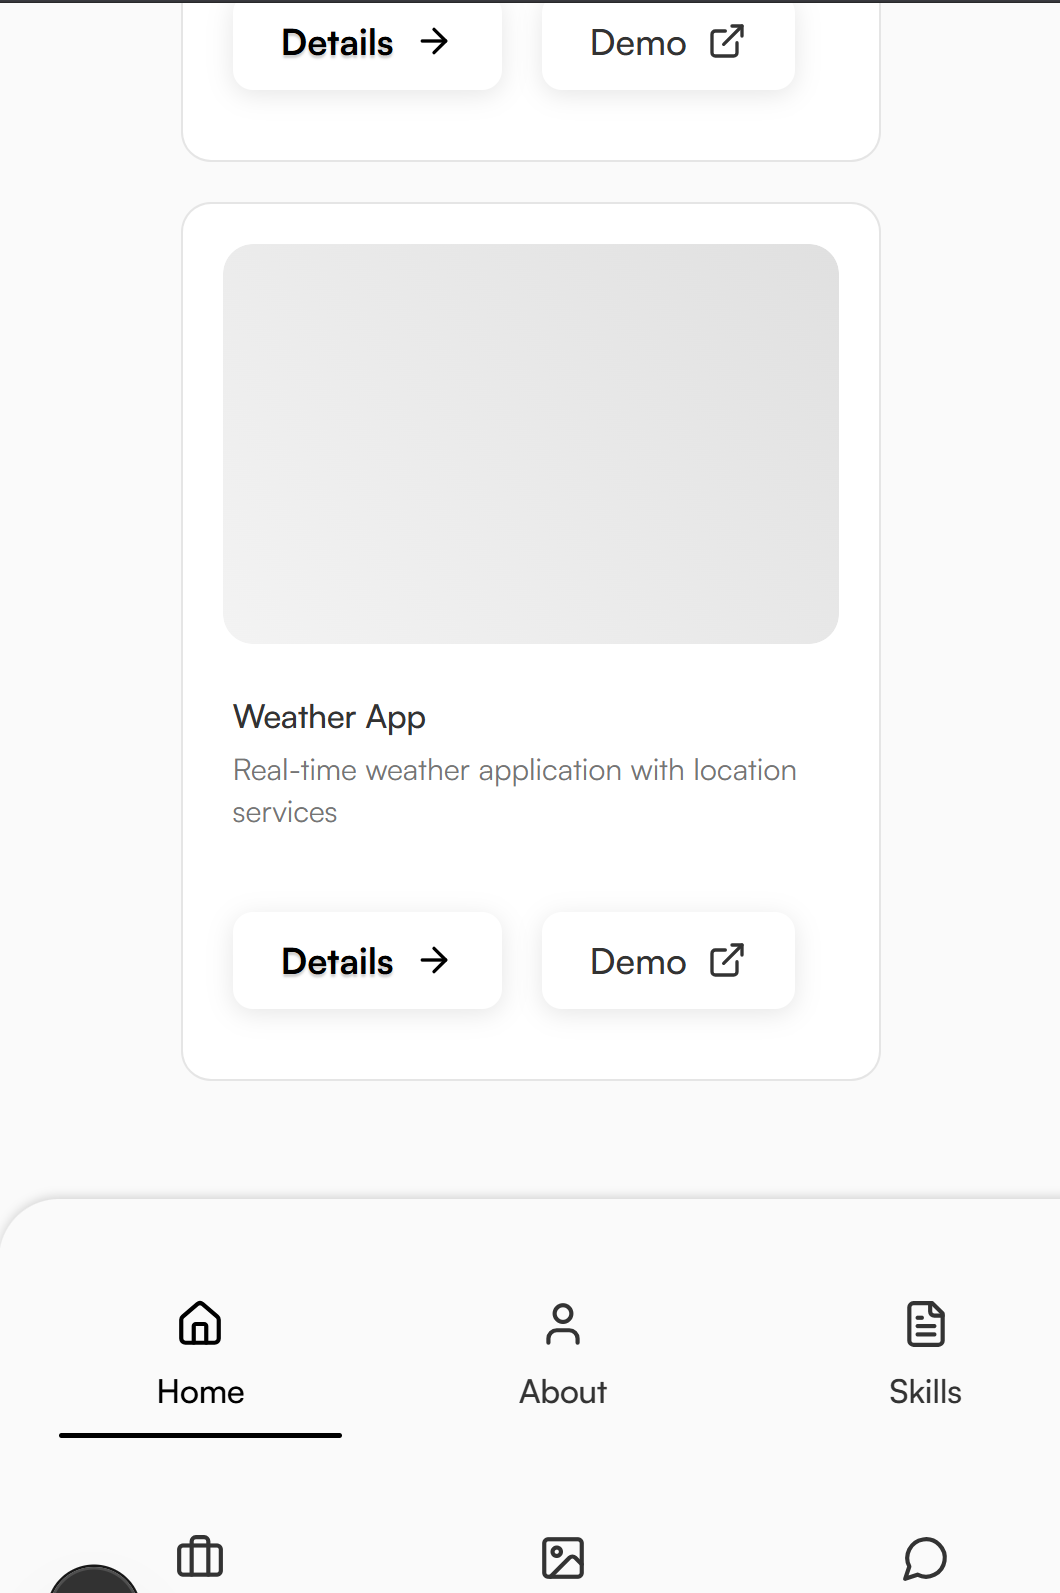 Details
Demo
Weather App
Real-time weather application with location
services
Details
Demo
Home
About
Skills